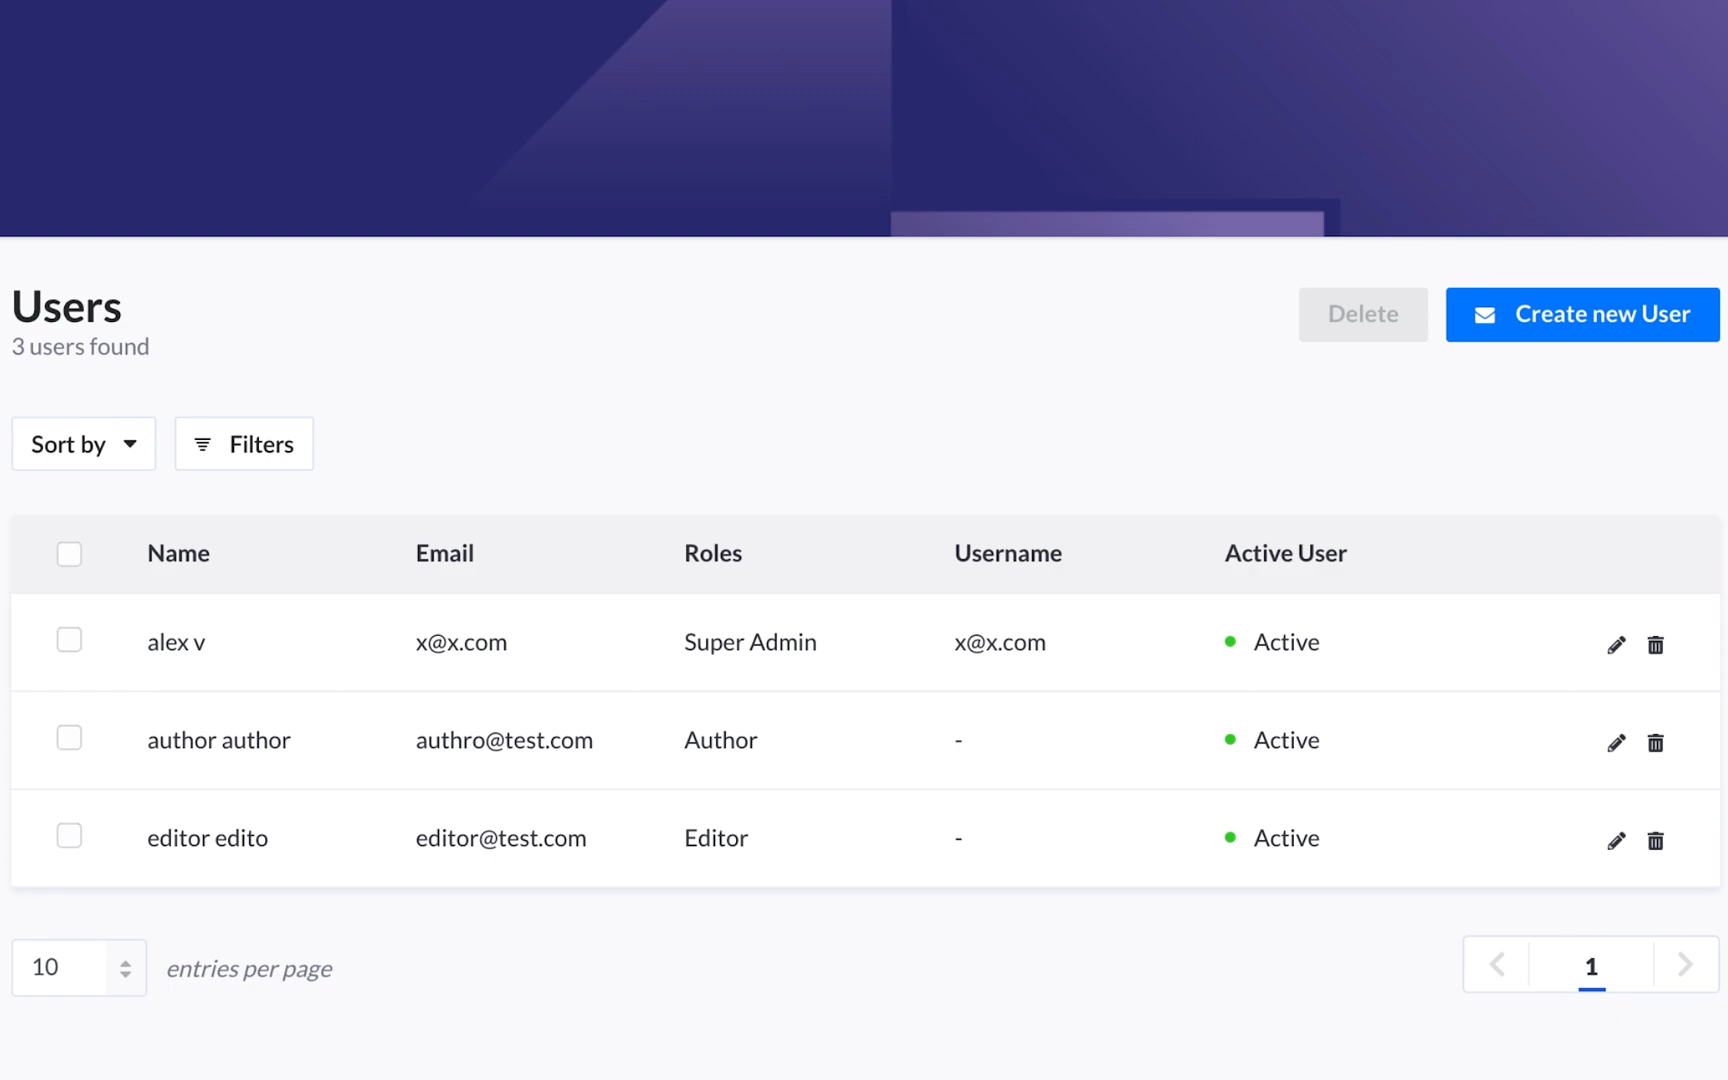 Users
3 users found
Delete
Create new User
Sort by
Filters
Name Email Roles Username Active User
alex v x@x.com Super Admin x@x.com Active
author author authro@test.com Author - Active
editor edito editor@test.com Editor - Active
10 entries per page
1